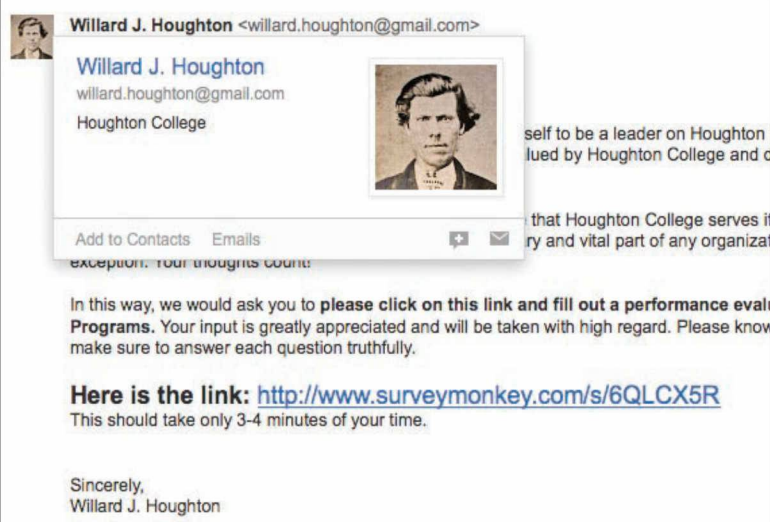 Willard J. Houghton <willard.houghton@gmail.com>
Willard J. Houghton
willard.houghton@gmail.com
Houghton College
self to be a leader on Houghton
lued by Houghton College and
that Houghton College serves
ry and vital part of any
Add to Contacts Emails
exception. Your thoughts count!
In this way, we would ask you to please click on this link and fill out a performance
Programs. Your input is greatly appreciated and will be taken with high regard. Please
make sure to answer each question truthfully.
Here is the link: http://www.surveymonkey.com/s/6QLCX5R
This should take only 3-4 minutes of your time.
Sincerely,
Willard J. Houghton